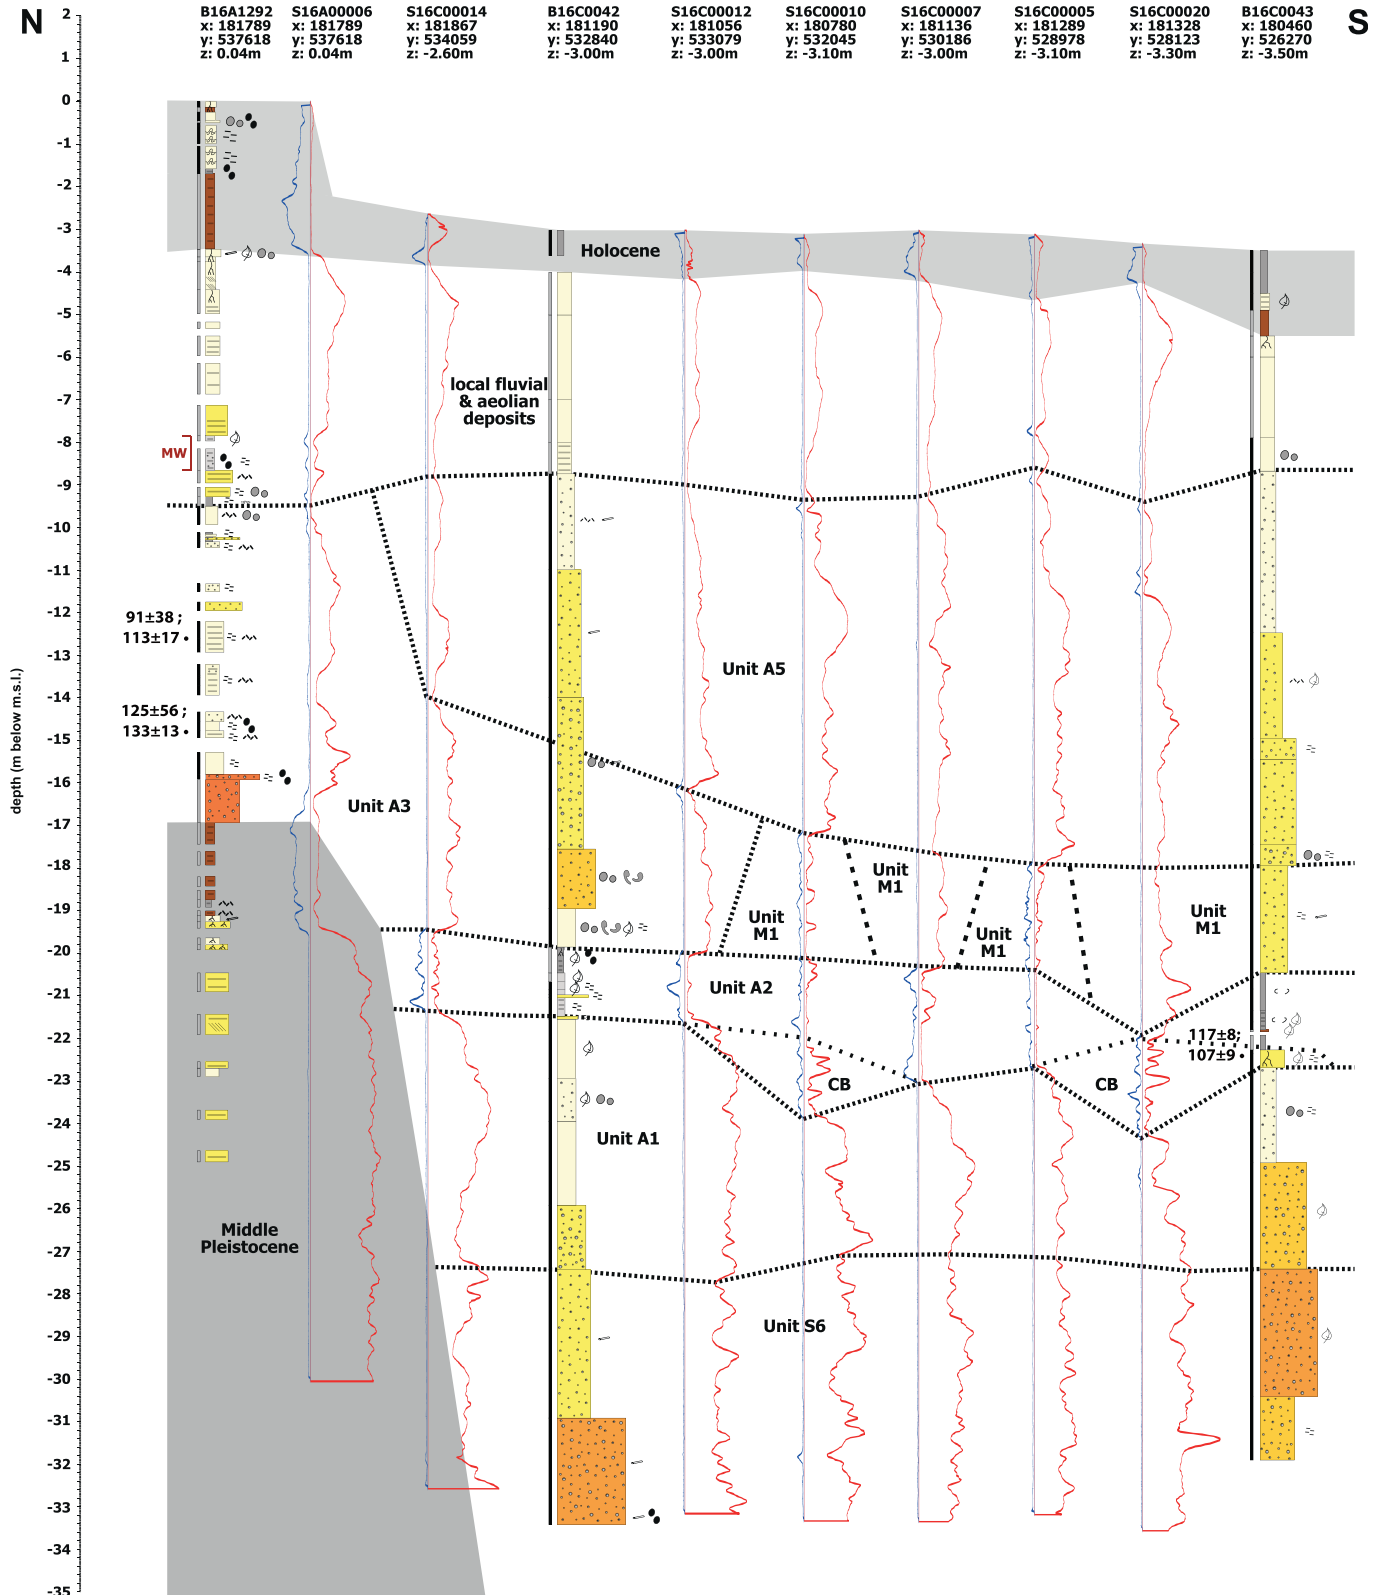 N
S
B16A1292
x: 181789
y: 537618
z: 0.04m
S16A00006
x: 181789
y: 537618
z: 0.04m
S16C00014
x: 181867
y: 534059
z: -2.60m
B16C0042
x: 181190
y: 532840
z: -3.00m
S16C00012
x: 181056
y: 533079
z: -3.00m
S16C00010
x: 180780
y: 532045
z: -3.10m
S16C00007
x: 181136
y: 530186
z: -3.00m
S16C00005
x: 181289
y: 528978
z: -3.10m
S16C00020
x: 181328
y: 528123
z: -3.30m
B16C0043
x: 180460
y: 526270
z: -3.50m
2
1
0
-1
-2
-3
-4
-5
-6
-7
-8
-9
-10
-11
-12
-13
-14
-15
-16
-17
-18
-19
-20
-21
-22
-23
-24
-25
-26
-27
-28
-29
-30
-31
-32
-33
-34
-35
depth (m below m.s.l.)
Holocene
local fluvial
& aeolian
deposits
MW
91±38 ;
113±17 •
125±56 ;
133±13 •
Unit A5
Unit A3
Unit
M1
Unit
M1
Unit
M1
Unit
M1
Unit A2
117±8;
107±9 •
CB
CB
Unit A1
Middle
Pleistocene
Unit S6